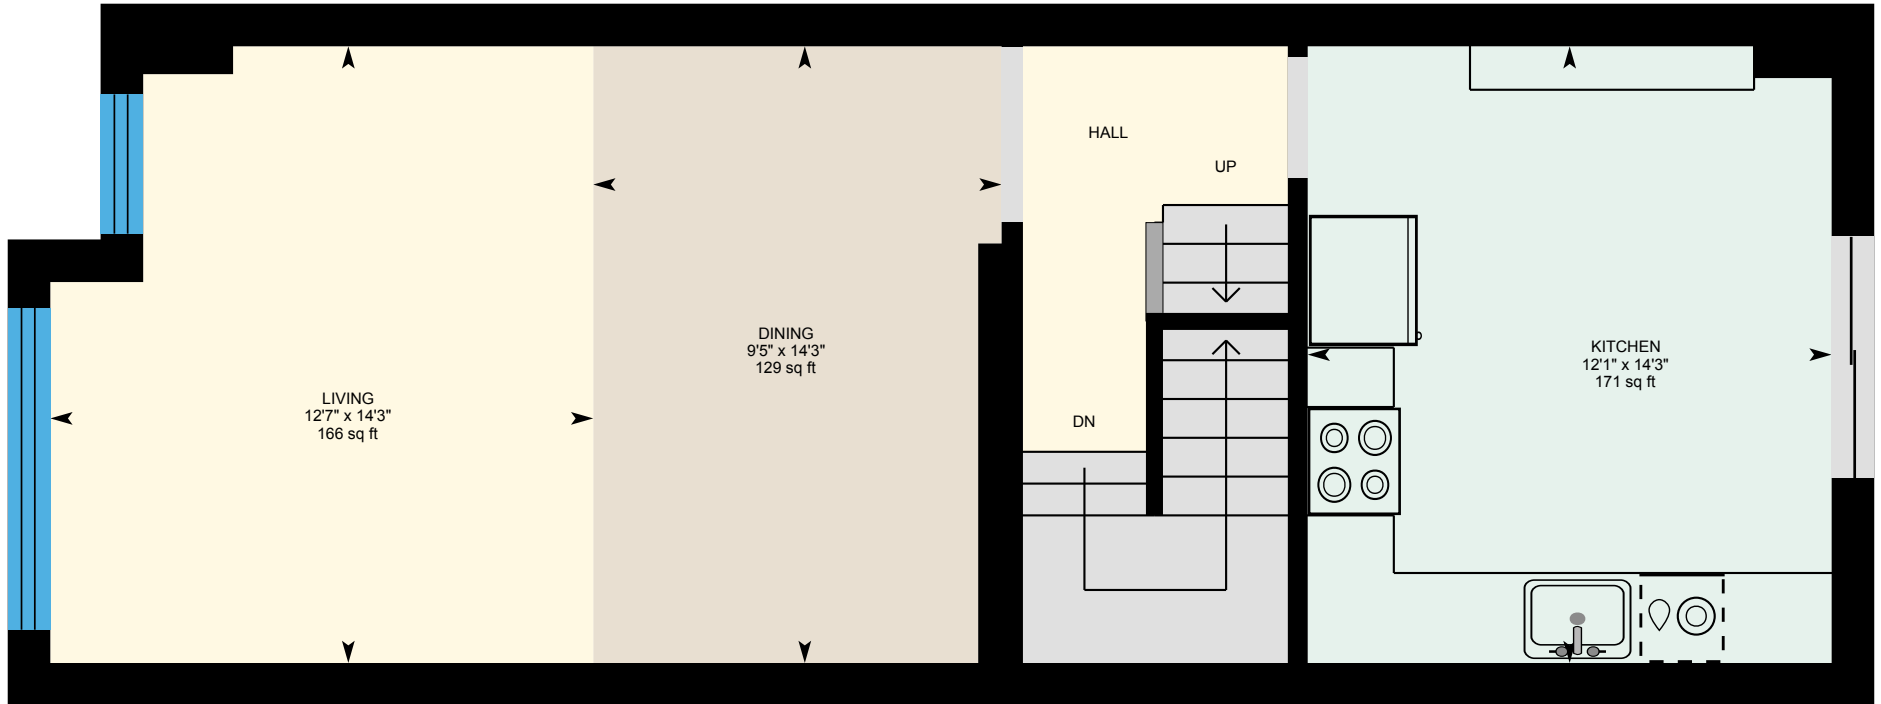 HALL
UP
DINING
9'5" x 14'3"
129 sq ft
KITCHEN
12'1" x 14'3"
171 sq ft
LIVING
12'7" x 14'3"
166 sq ft
DN